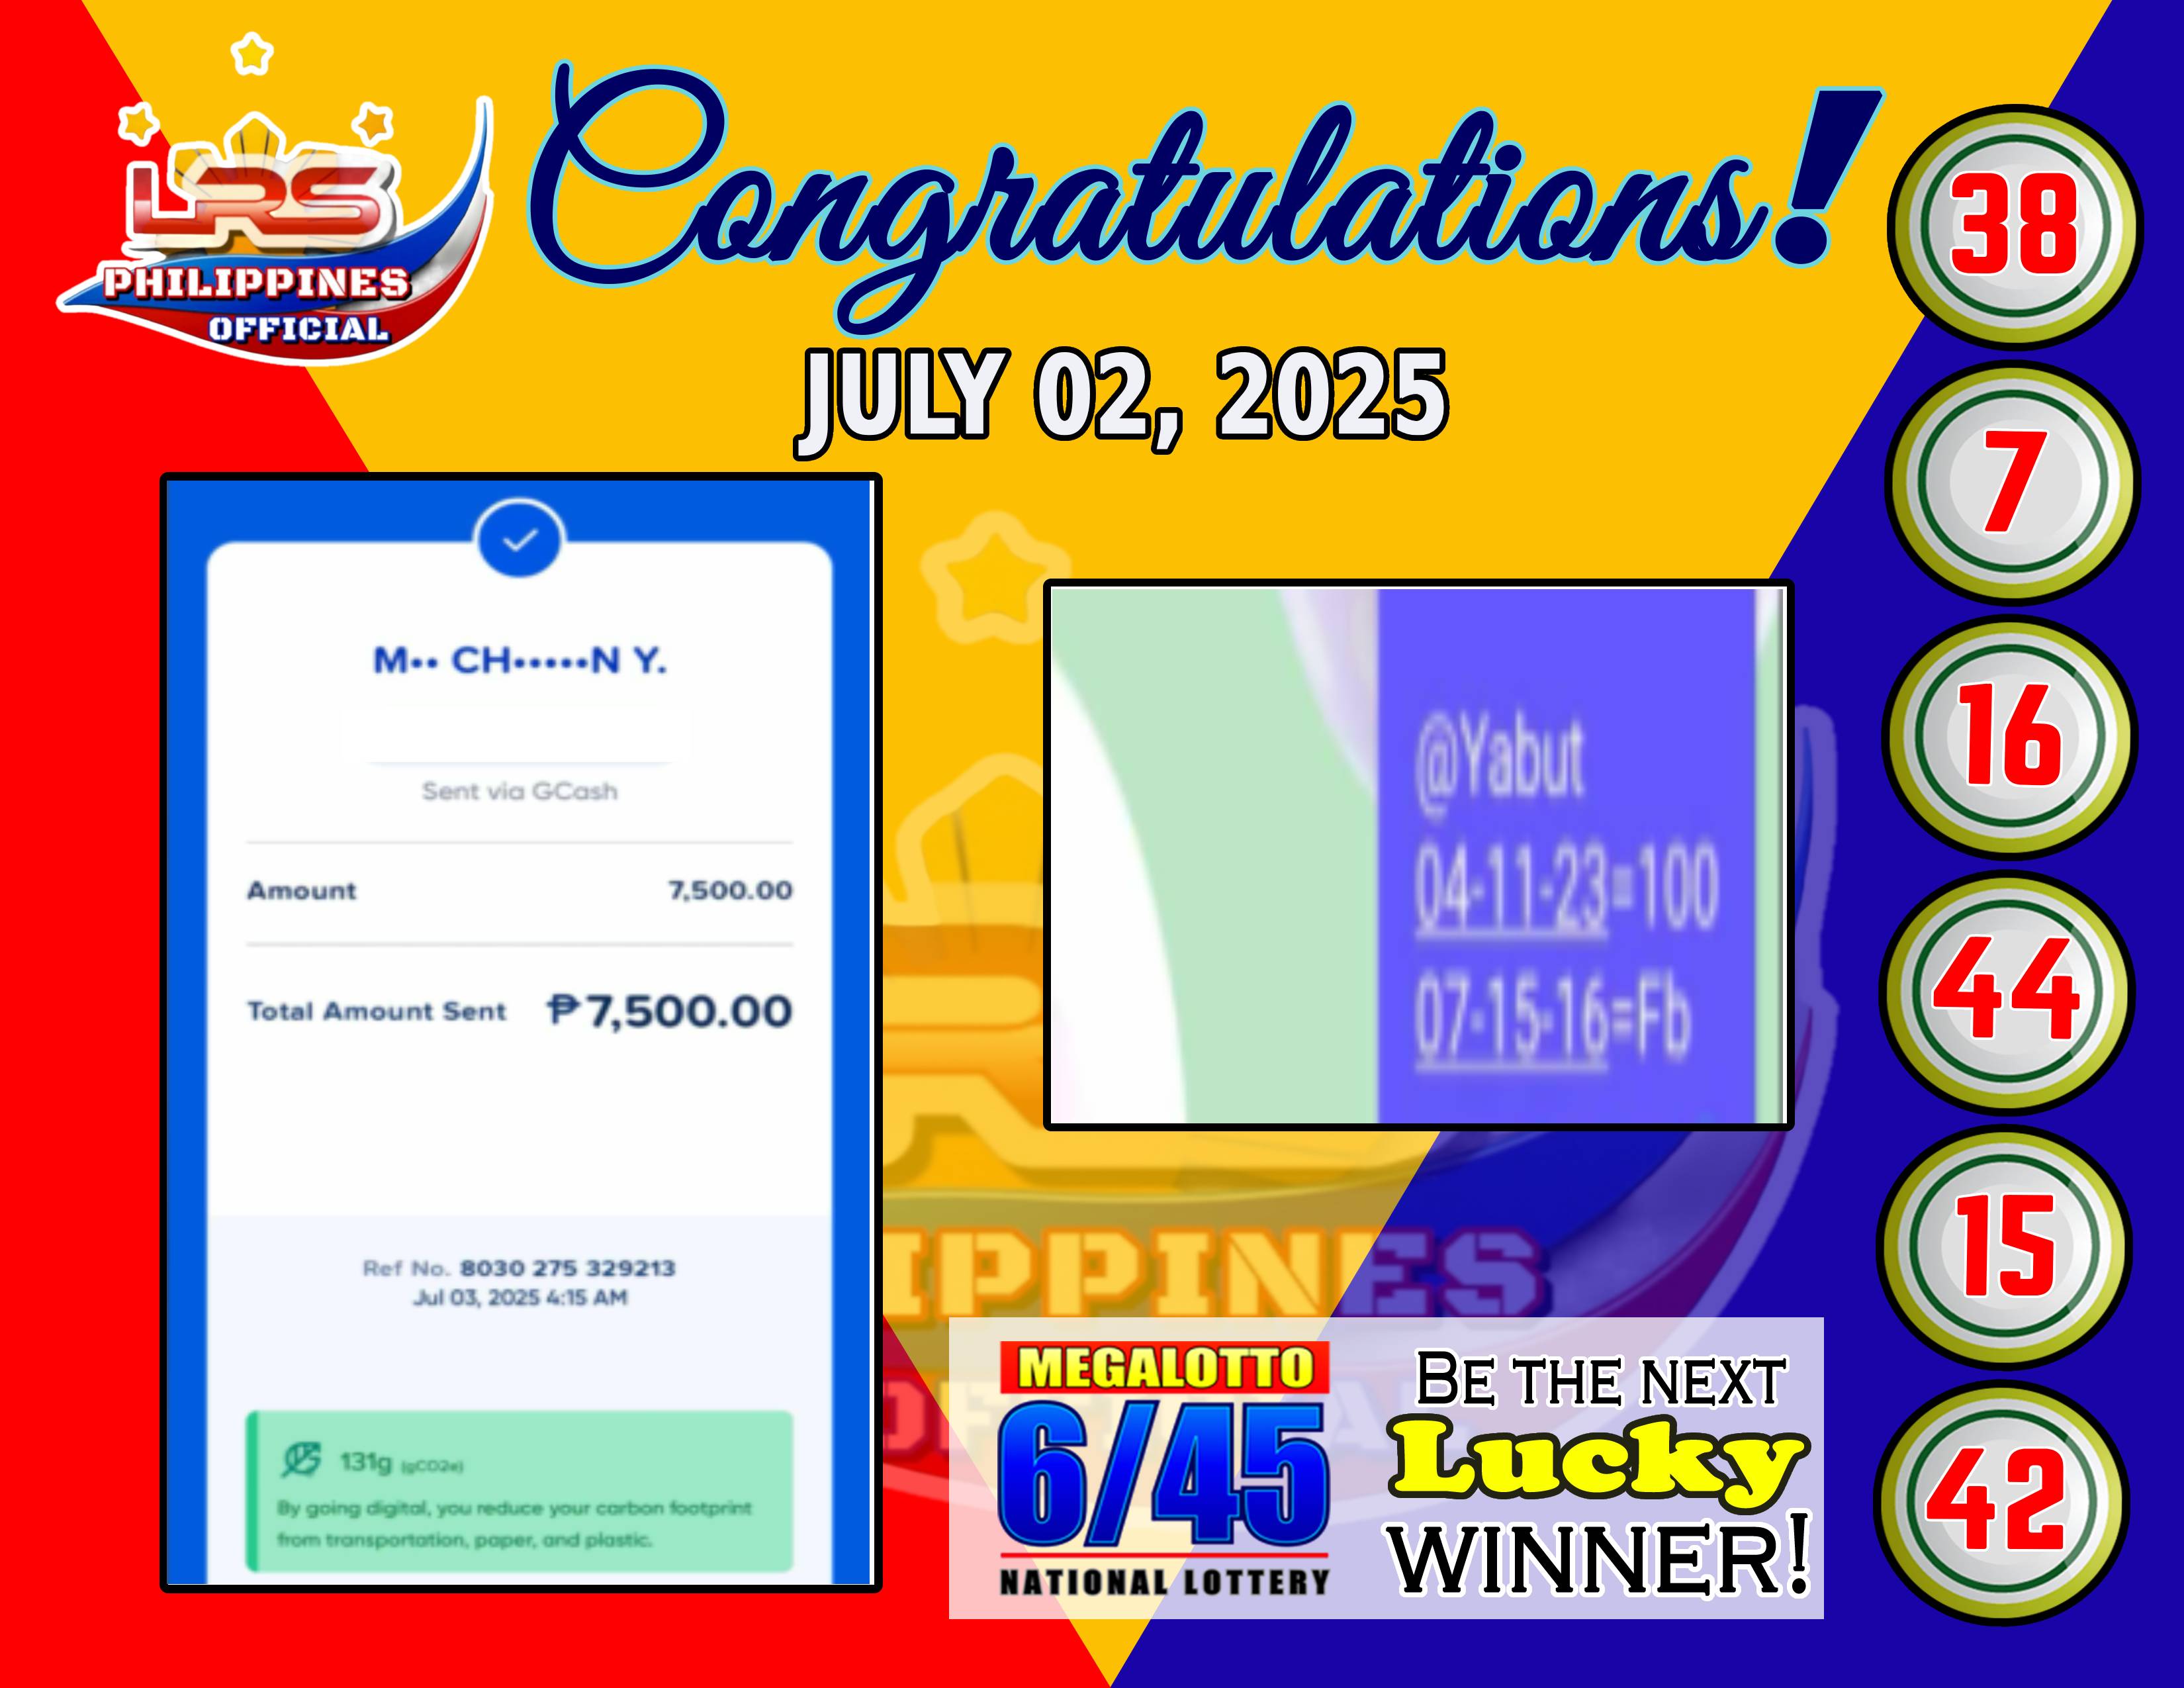 LRS
PHILIPPINES
OFFICIAL
Congratulations!
JULY 02, 2025
M•• CH•••••N Y.
Sent via GCash
Amount 7,500.00
Total Amount Sent ₱7,500.00
Ref No. 8030 275 329213
Jul 03, 2025 4:15 AM
131g (gCO2e)
By going digital, you reduce your carbon footprint
from transportation, paper, and plastic.
@Yabut
04-11-23=100
07-15-16=Fb
IPPINES
MEGALOTTO
6/45
NATIONAL LOTTERY
BE THE NEXT
Lucky
WINNER!
38
7
16
44
15
42